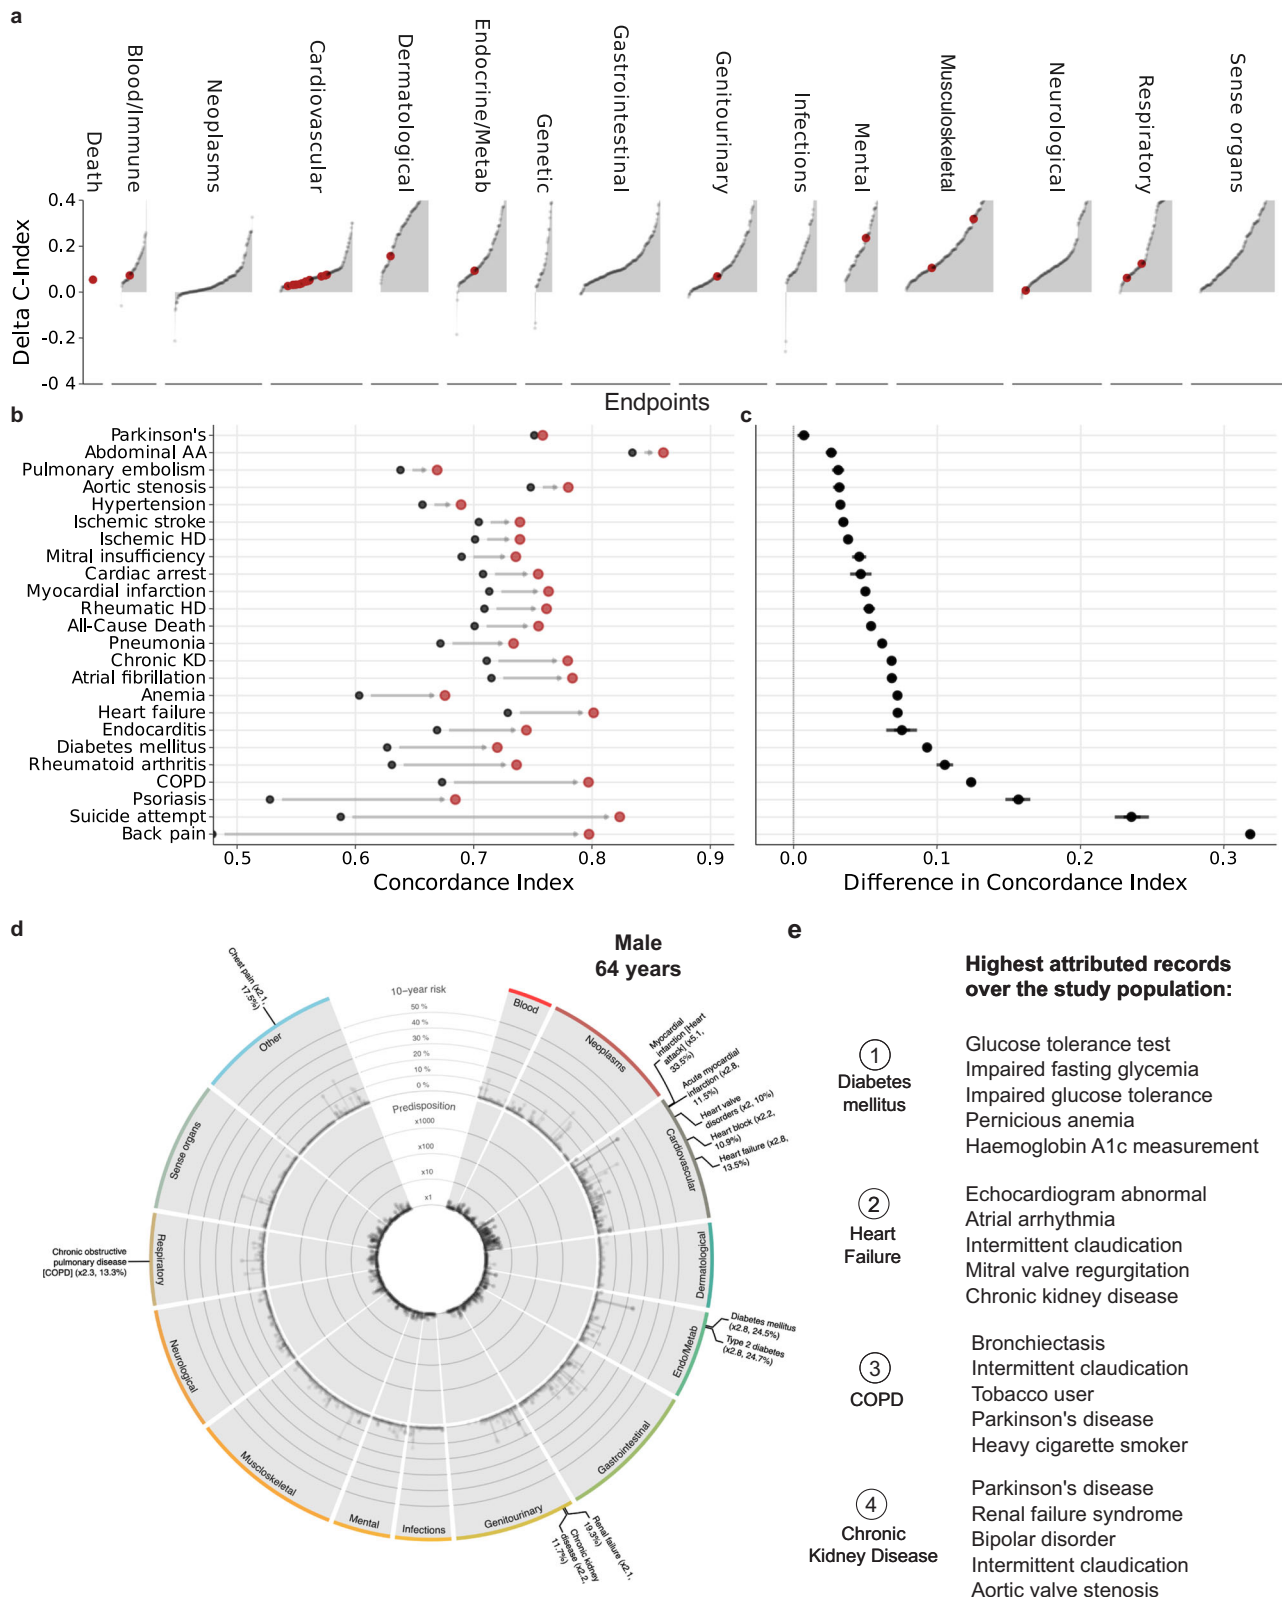 a
Death
Blood/Immune
Neoplasms
Cardiovascular
Dermatological
Endocrine/Metab
Genetic
Gastrointestinal
Genitourinary
Infections
Mental
Musculoskeletal
Neurological
Respiratory
Sense organs
Delta C-Index
0.4
0.2
0.0
-0.2
-0 4
Endpoints
b
Parkinson's
Abdominal AA
Pulmonary embolism
Aortic stenosis
Hypertension
Ischemic stroke
Ischemic HD
Mitral insufficiency
Cardiac arrest
Myocardial infarction
Rheumatic HD
All-Cause Death
Pneumonia
Chronic KD
Atrial fibrillation
Anemia
Heart failure
Endocarditis
Diabetes mellitus
Rheumatoid arthritis
COPD
Psoriasis
Suicide attempt
Back pain
0.5 0.6 0.7 0.8 0.9
Concordance Index
c
0.0 0.1 0.2 0.3
Difference in Concordance Index
d
Male
64 years
10-year risk
50 %
40 %
30 %
20 %
10 %
0 %
Predisposition
x1000
x100
x10
x1
Blood
Neoplasms
Cardiovascular
Dermatological
Endo/Metab
Gastrointestinal
Genitourinary
Infections
Mental
Muscloskeletal
Neurological
Respiratory
Sense organs
Other
Chest pain (x2.1,
17.5%)
Myocardial
infarction [Heart
attack] (x5.1,
33.5%)
Acute myocardial
infarction (x2.8,
11.5%)
Heart valve
disorders (x2, 10%)
Heart block (x2.2,
10.9%)
Heart failure (x2.8,
13.5%)
Diabetes mellitus
(x2.8, 24.5%)
Type 2 diabetes
(x2.8, 24.7%)
Renal failure (x2.1,
19.3%)
Chronic kidney
disease (x2.2,
11.7%)
Chronic obstructive
pulmonary disease
[COPD] (x2.3, 13.3%)
e
Highest attributed records
over the study population:
1
Diabetes
mellitus
Glucose tolerance test
Impaired fasting glycemia
Impaired glucose tolerance
Pernicious anemia
Haemoglobin A1c measurement
2
Heart
Failure
Echocardiogram abnormal
Atrial arrhythmia
Intermittent claudication
Mitral valve regurgitation
Chronic kidney disease
3
COPD
Bronchiectasis
Intermittent claudication
Tobacco user
Parkinson's disease
Heavy cigarette smoker
4
Chronic
Kidney Disease
Parkinson's disease
Renal failure syndrome
Bipolar disorder
Intermittent claudication
Aortic valve stenosis